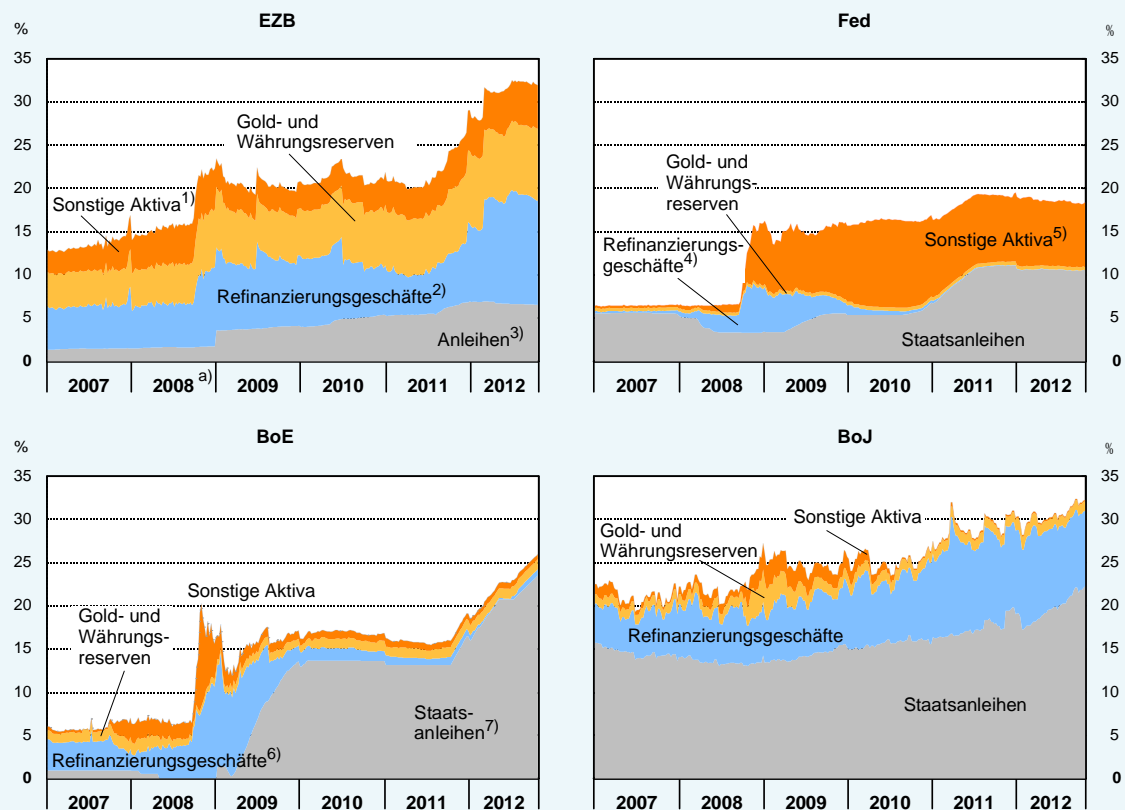 EZB
%
35
30
25
20
15
10
5
0
Gold- und
Währungsreserven
Sonstige Aktiva1)
Refinanzierungsgeschäfte2)
Anleihen3)
2007 2008 a) 2009 2010 2011 2012
Fed
%
35
30
25
20
15
10
5
0
Gold- und
Währungs-
reserven
Refinanzierungs-
geschäfte4)
Sonstige Aktiva5)
Staatsanleihen
2007 2008 2009 2010 2011 2012
BoE
%
35
30
25
20
15
10
5
0
Sonstige Aktiva
Gold- und
Währungs-
reserven
Staats-
anleihen7)
Refinanzierungsgeschäfte6)
2007 2008 2009 2010 2011 2012
BoJ
%
35
30
25
20
15
10
5
0
Sonstige Aktiva
Gold- und
Währungsreserven
Refinanzierungsgeschäfte
Staatsanleihen
2007 2008 2009 2010 2011 2012